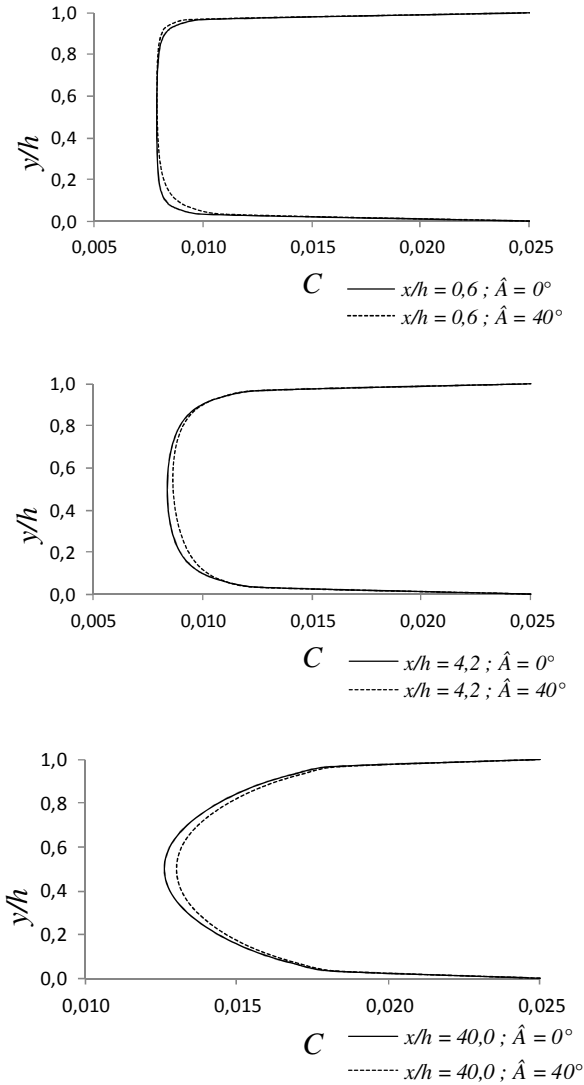 1,0
0,8
0,6
0,4
0,2
0,0
y/h
0,005 0,010 0,015 0,020 0,025
C
x/h = 0,6 ; Â = 0°
x/h = 0,6 ; Â = 40°
1,0
0,8
0,6
0,4
0,2
0,0
y/h
0,005 0,010 0,015 0,020 0,025
C
x/h = 4,2 ; Â = 0°
x/h = 4,2 ; Â = 40°
1,0
0,8
0,6
0,4
0,2
0,0
y/h
0,010 0,015 0,020 0,025
C
x/h = 40,0 ; Â = 0°
x/h = 40,0 ; Â = 40°